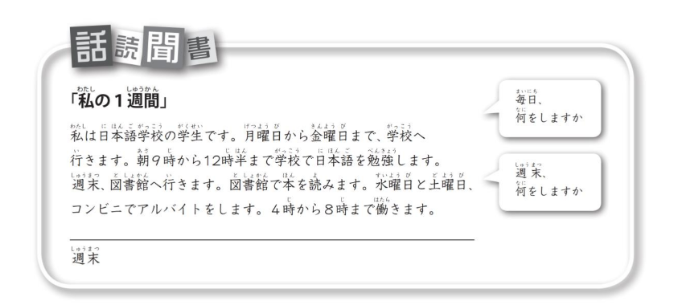 話読聞書
「私の1週間」
私は日本語学校の学生です。月曜日から金曜日まで、学校へ
行きます。朝9時から12時半まで学校で日本語を勉強します。
週末、図書館へ行きます。図書館で本を読みます。水曜日と土曜日、
コンビニでアルバイトをします。4時から8時まで働きます。
週末
毎日、
何をしますか
週末、
何をしますか